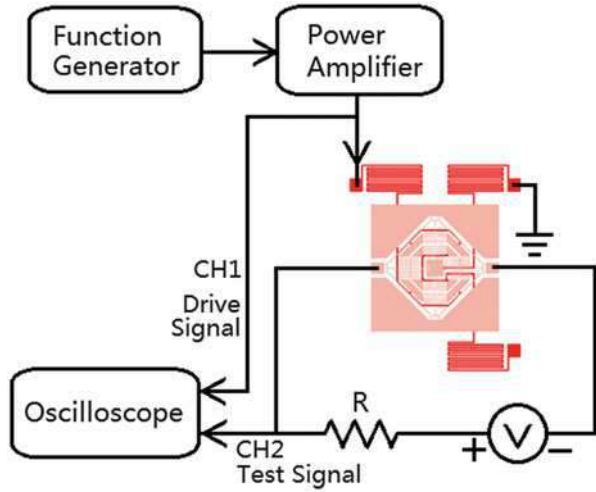 Function
Generator
Power
Amplifier
CH1
Drive
Signal
Oscilloscope
R
+ V −
CH2
Test Signal